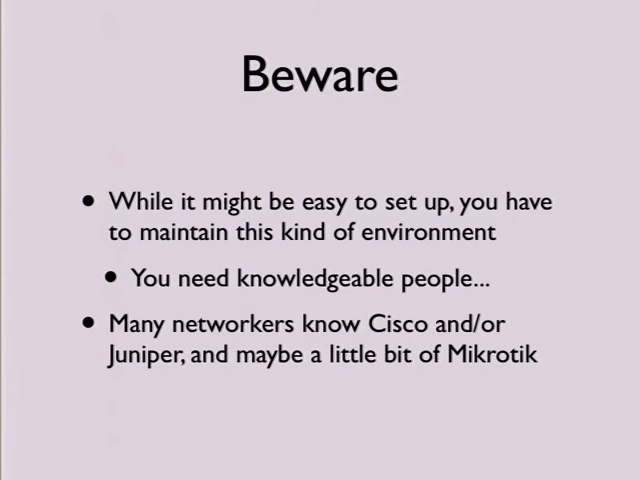 Beware
• While it might be easy to set up, you have
to maintain this kind of environment
• You need knowledgeable people...
• Many networkers know Cisco and/or
Juniper, and maybe a little bit of Mikrotik